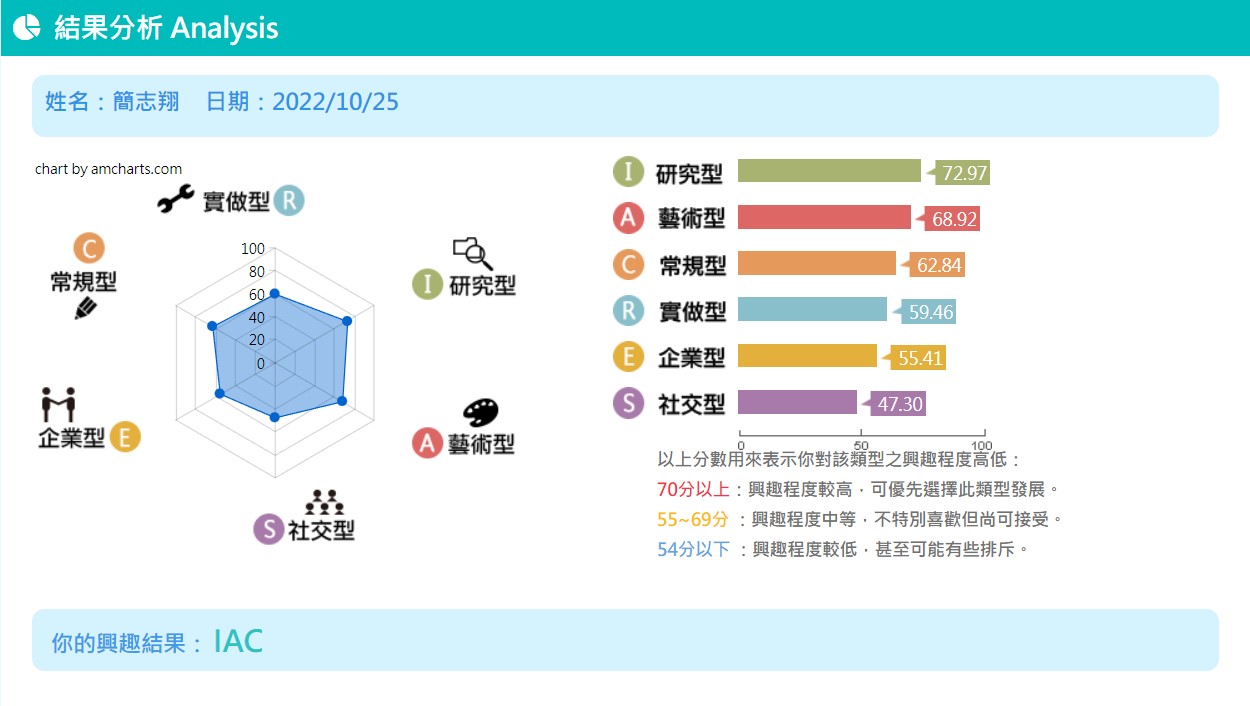 結果分析 Analysis
姓名：簡志翔 日期：2022/10/25
chart by amcharts.com
實做型 R
C
常規型
I 研究型
100
80
60
40
20
0
企業型 E
A 藝術型
S 社交型
I 研究型 72.97
A 藝術型 68.92
C 常規型 62.84
R 實做型 59.46
E 企業型 55.41
S 社交型 47.30
0 50 100
以上分數用來表示你對該類型之興趣程度高低：
70分以上：興趣程度較高，可優先選擇此類型發展。
55~69分 ：興趣程度中等，不特別喜歡但尚可接受。
54分以下 ：興趣程度較低，甚至可能有些排斥。
你的興趣結果： IAC